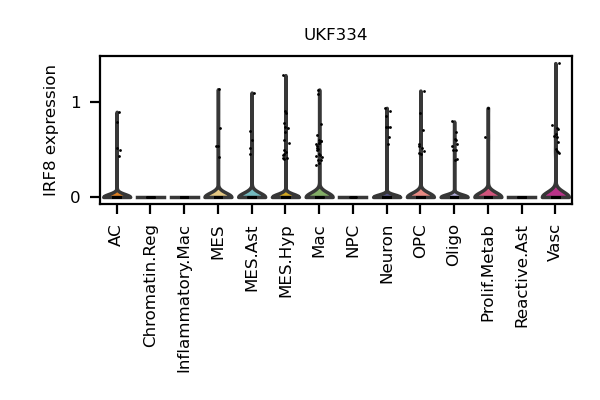 UKF334
IRF8 expression
1
0
AC
Chromatin.Reg
Inflammatory.Mac
MES
MES.Ast
MES.Hyp
Mac
NPC
Neuron
OPC
Oligo
Prolif.Metab
Reactive.Ast
Vasc